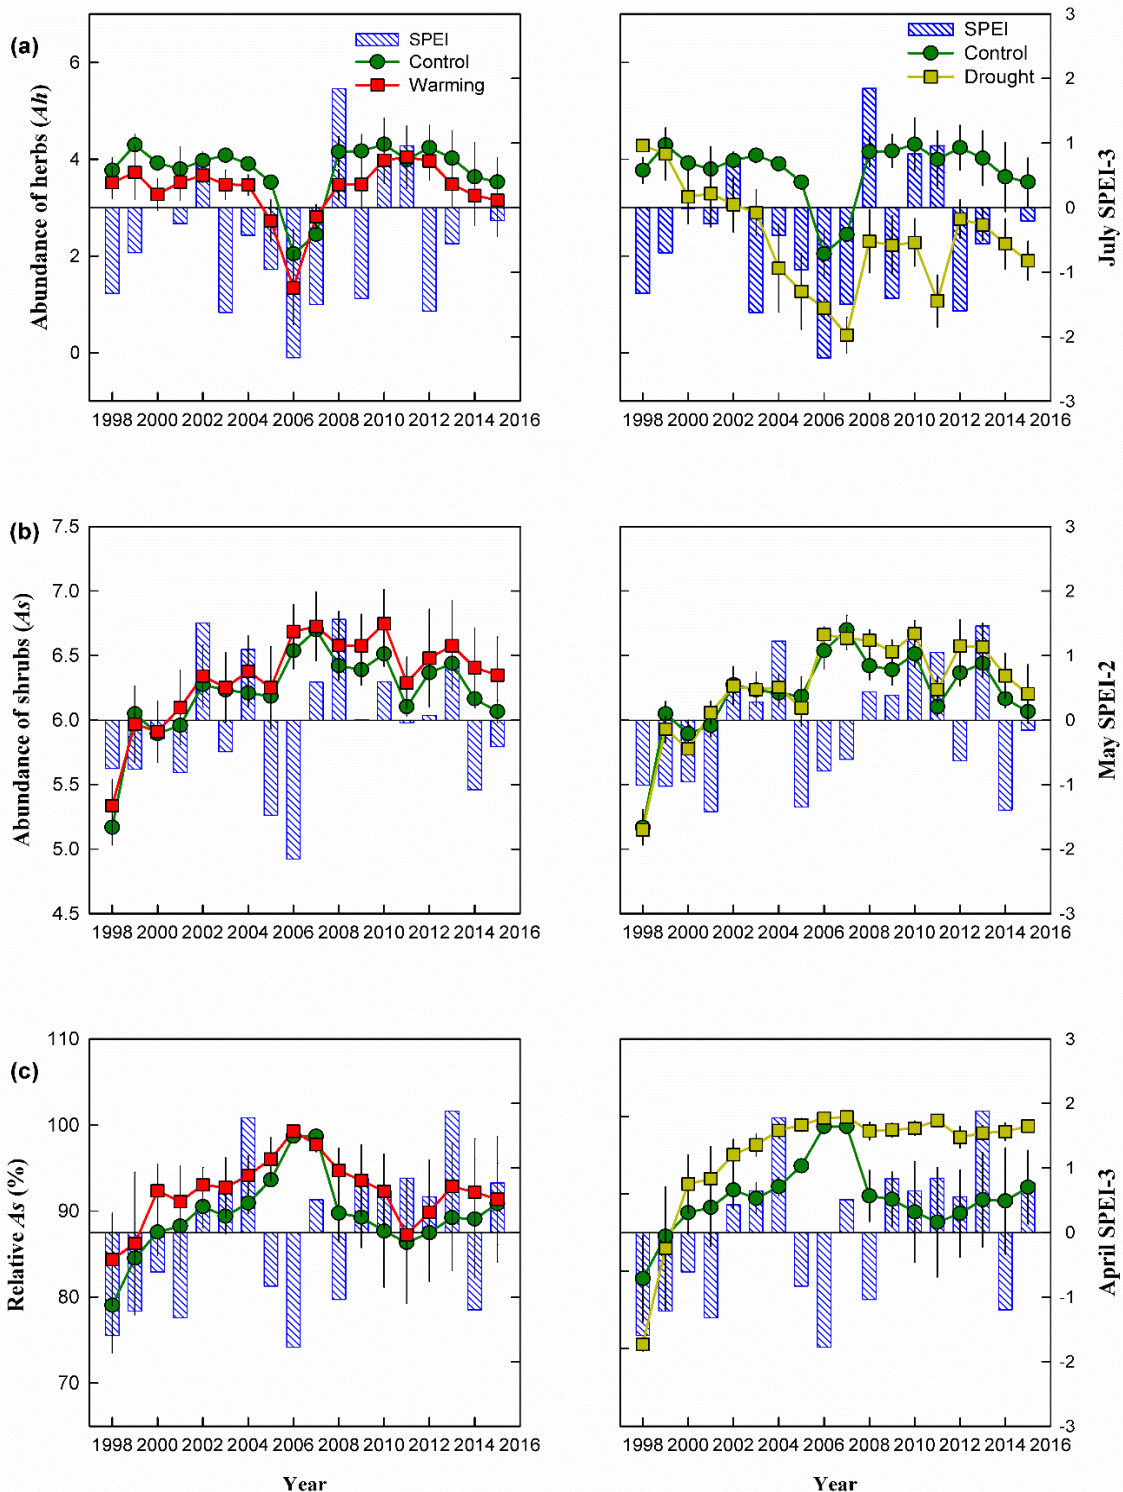 (a)
Abundance of herbs (Ah)
6
4
2
0
SPEI
Control
Warming
1998 2000 2002 2004 2006 2008 2010 2012 2014 2016
SPEI
Control
Drought
3
2
1
0
-1
-2
-3
July SPEI-3
1998 2000 2002 2004 2006 2008 2010 2012 2014 2016
(b)
Abundance of shrubs (As)
7.5
7.0
6.5
6.0
5.5
5.0
4.5
1998 2000 2002 2004 2006 2008 2010 2012 2014 2016
3
2
1
0
-1
-2
-3
May SPEI-2
1998 2000 2002 2004 2006 2008 2010 2012 2014 2016
(c)
Relative As (%)
110
100
90
80
70
1998 2000 2002 2004 2006 2008 2010 2012 2014 2016
Year
3
2
1
0
-1
-2
-3
April SPEI-3
1998 2000 2002 2004 2006 2008 2010 2012 2014 2016
Year